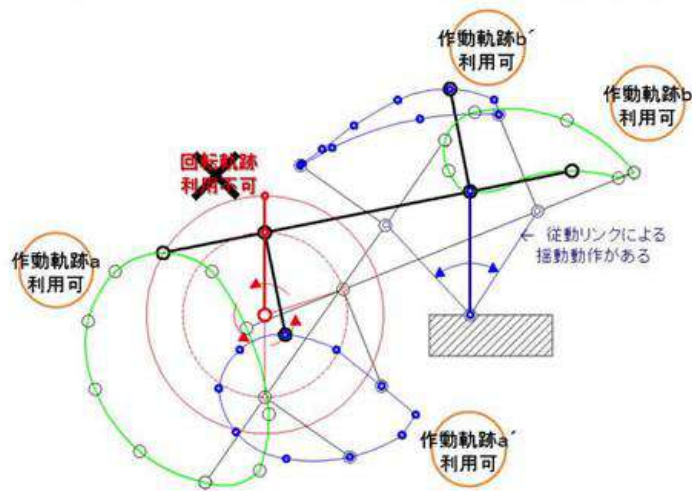 作動軌跡b´
利用可
作動軌跡b
利用可
回転軌跡
利用不可
作動軌跡a
利用可
← 従動リンクによる
揺動動作がある
作動軌跡a´
利用可